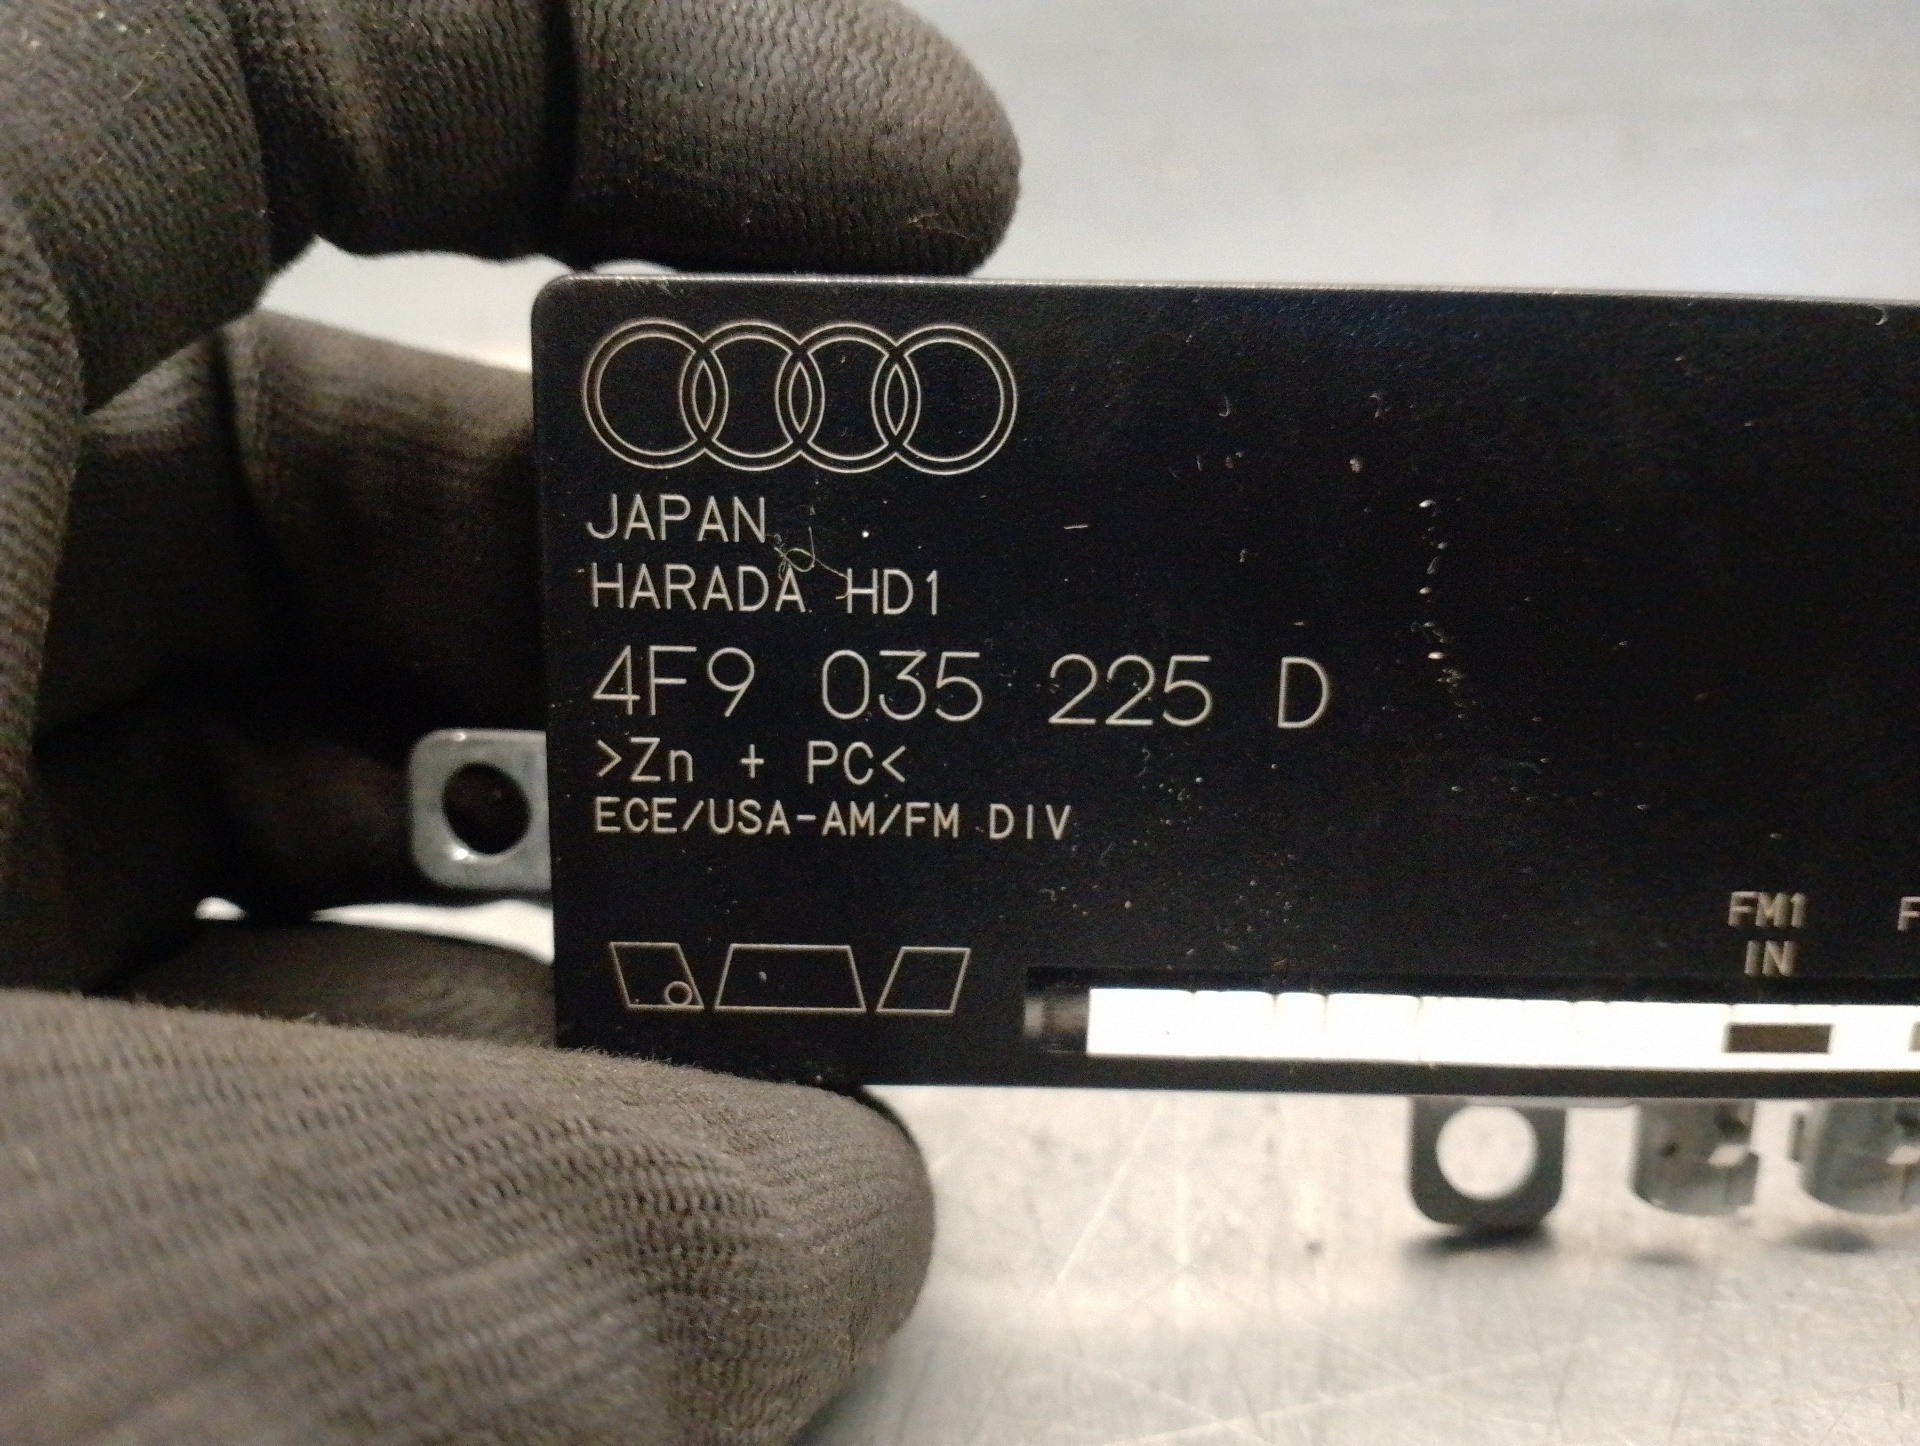 JAPAN
HARADA HD1
4F9 035 225 D
>Zn + PC<
ECE/USA-AM/FM DIV
FM1
IN
F